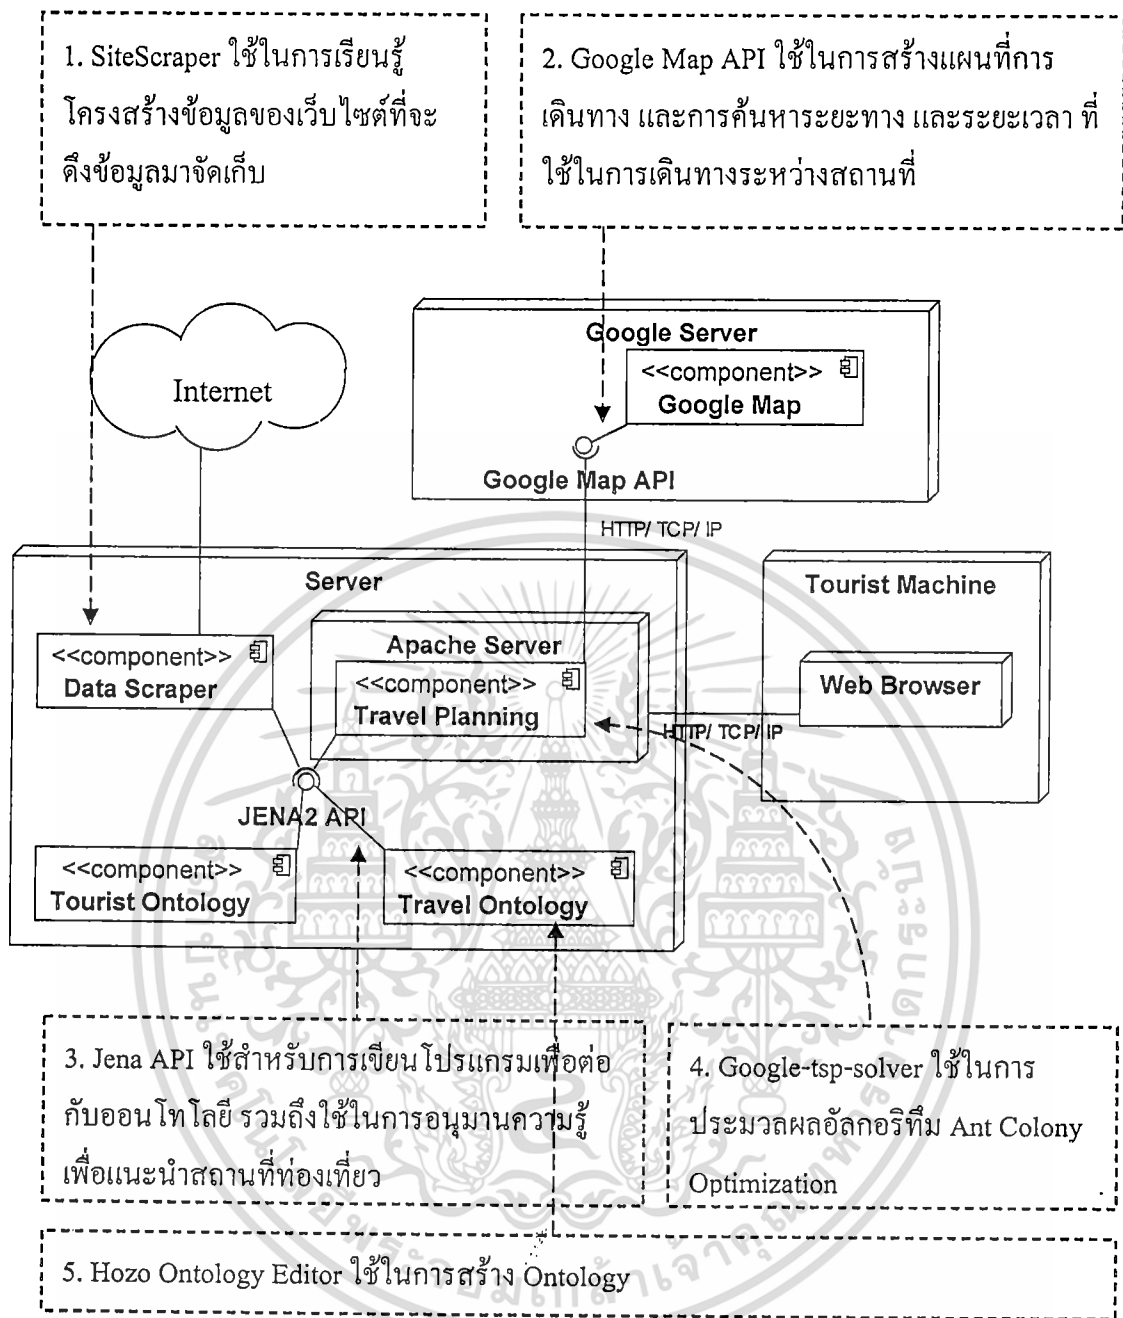 1. SiteScraper ใช้ในการเรียนรู้
โครงสร้างข้อมูลของเว็บไซต์ที่จะ
ดึงข้อมูลมาจัดเก็บ
2. Google Map API ใช้ในการสร้างแผนที่การ
เดินทาง และการค้นหาระยะทาง และระยะเวลา ที่
ใช้ในการเดินทางระหว่างสถานที่
Internet
Google Server
<<component>>
Google Map
Google Map API
HTTP/ TCP/ IP
Server
Tourist Machine
<<component>>
Data Scraper
Apache Server
<<component>>
Travel Planning
Web Browser
HTTP/ TCP/ IP
JENA2 API
<<component>>
Tourist Ontology
<<component>>
Travel Ontology
3. Jena API ใช้สำหรับการเขียนโปรแกรมเพื่อต่อ
กับออนโทโลยี รวมถึงใช้ในการอนุมานความรู้
เพื่อแนะนำสถานที่ท่องเที่ยว
4. Google-tsp-solver ใช้ในการ
ประมวลผลอัลกอริทึม Ant Colony
Optimization
5. Hozo Ontology Editor ใช้ในการสร้าง Ontology